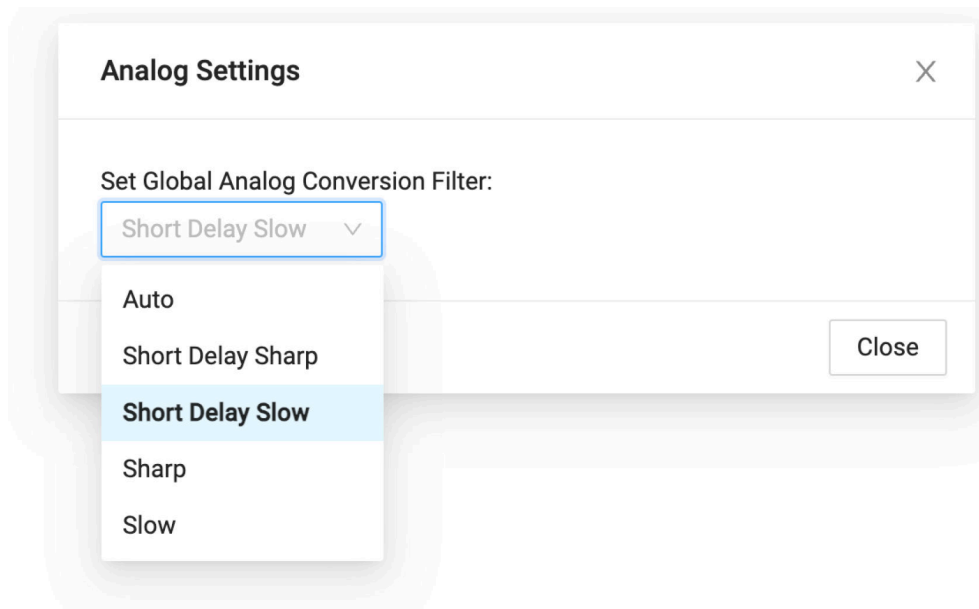 Analog Settings
Set Global Analog Conversion Filter:
Short Delay Slow
Auto
Short Delay Sharp
Short Delay Slow
Sharp
Slow
Close